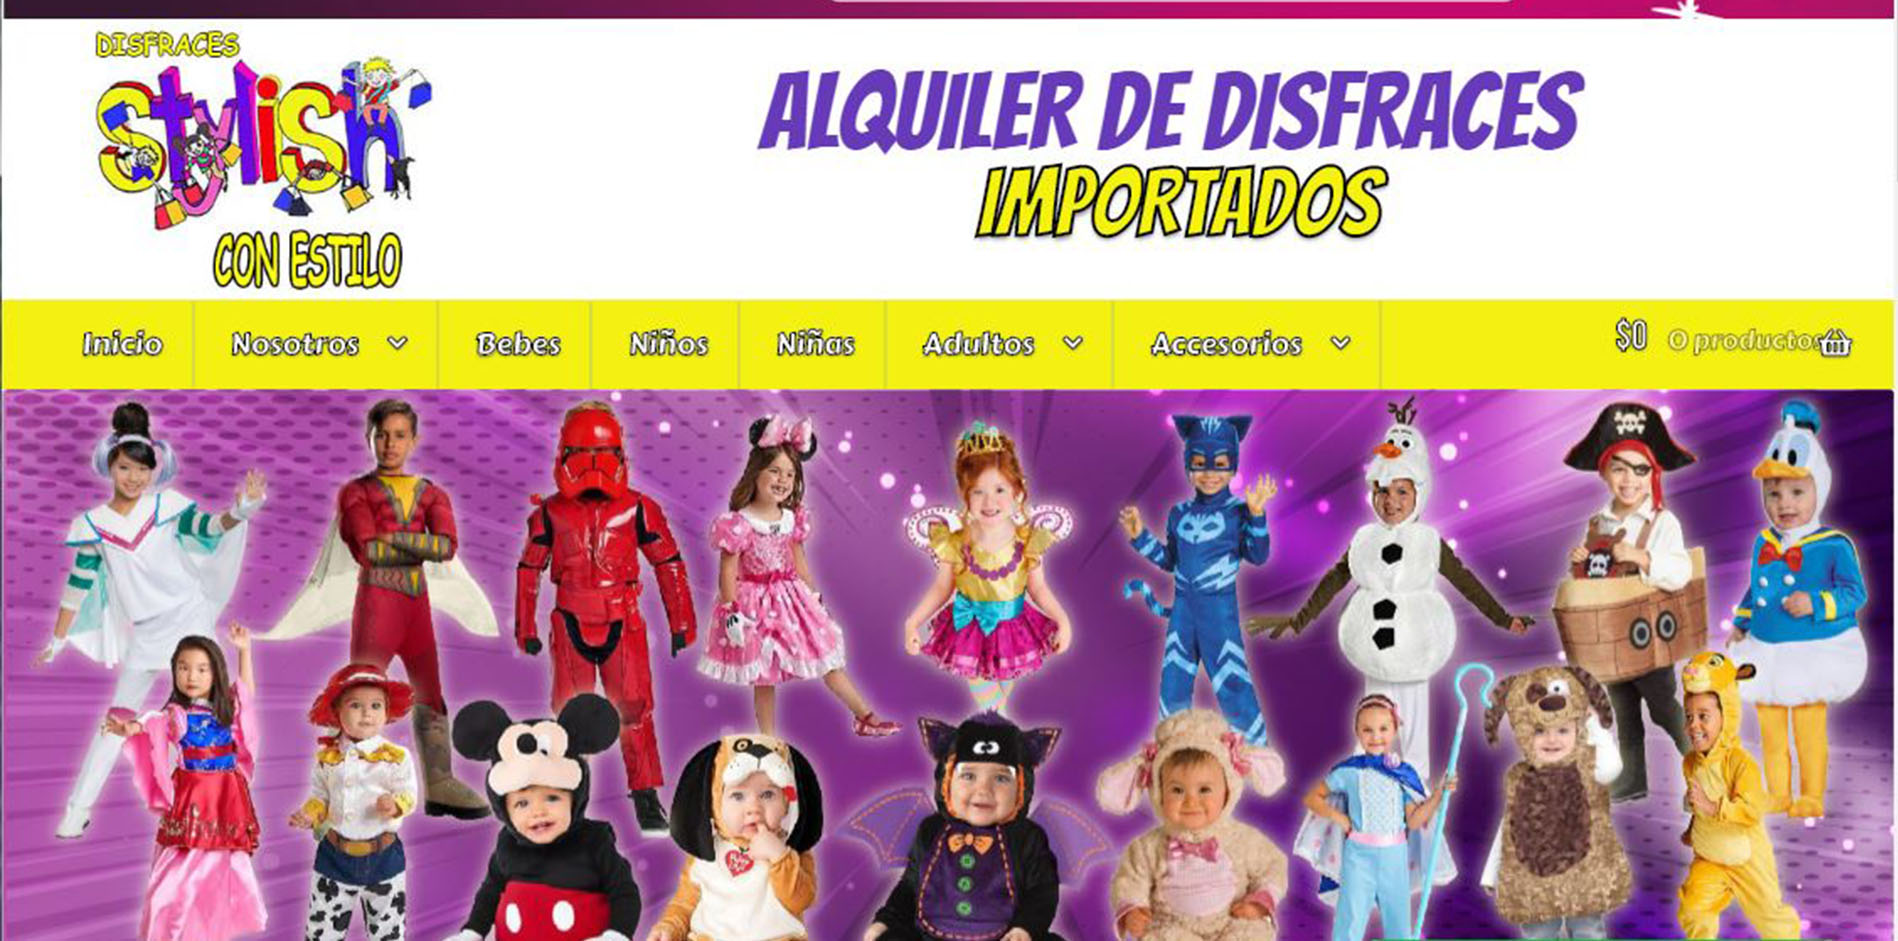 DISFRACES
Stylish
CON ESTILO
ALQUILER DE DISFRACES
IMPORTADOS
Inicio
Nosotros
Bebes
Niños
Niñas
Adultos
Accesorios
$0
0 productos